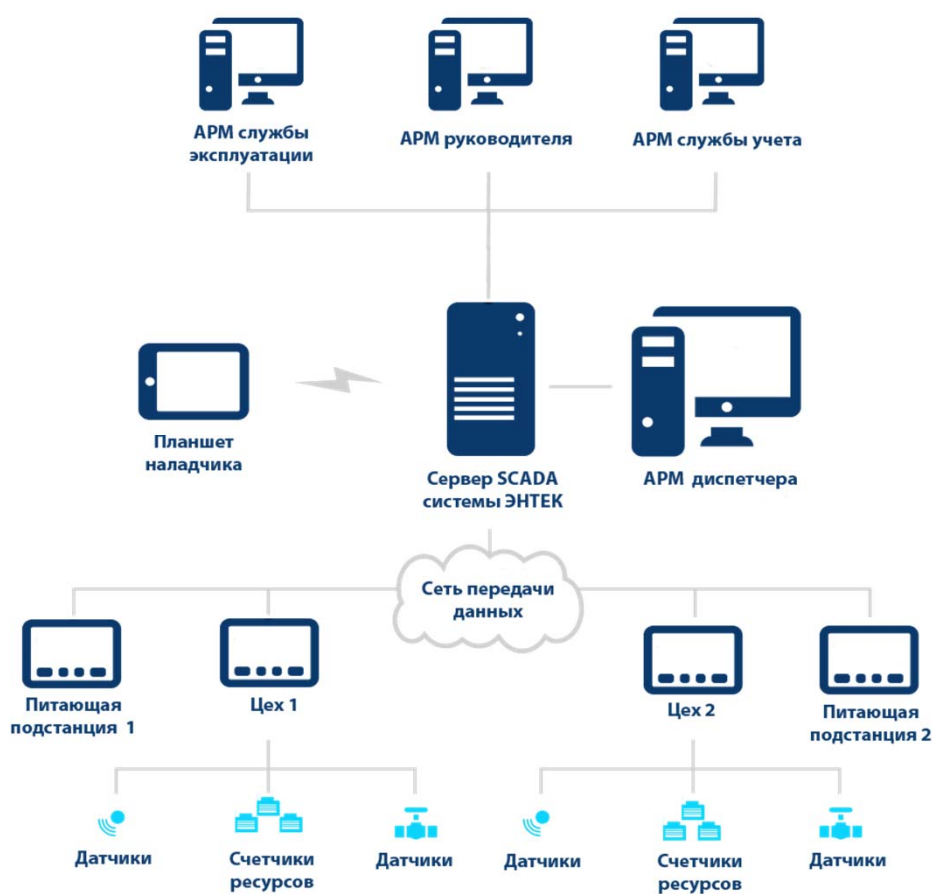 АРМ службы
эксплуатации
АРМ руководителя
АРМ службы учета
Планшет
наладчика
Сервер SCADA
системы ЭНТЕК
АРМ диспетчера
Сеть передачи
данных
Питающая
подстанция 1
Цех 1
Цех 2
Питающая
подстанция 2
Датчики
Счетчики
ресурсов
Датчики
Датчики
Счетчики
ресурсов
Датчики